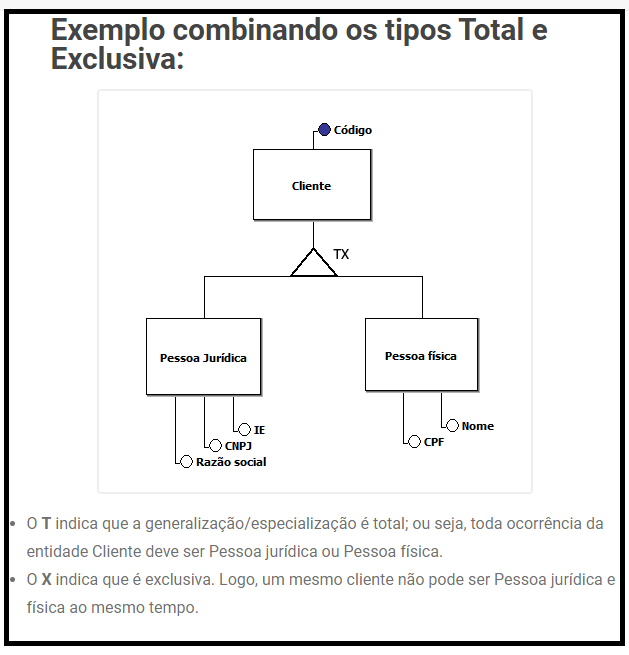 Exemplo combinando os tipos Total e
Exclusiva:
Código
Cliente
TX
Pessoa Jurídica
Pessoa física
IE
Nome
CNPJ
CPF
Razão social
O T indica que a generalização/especialização é total; ou seja, toda ocorrência da
entidade Cliente deve ser Pessoa jurídica ou Pessoa física.
O X indica que é exclusiva. Logo, um mesmo cliente não pode ser Pessoa jurídica e
física ao mesmo tempo.